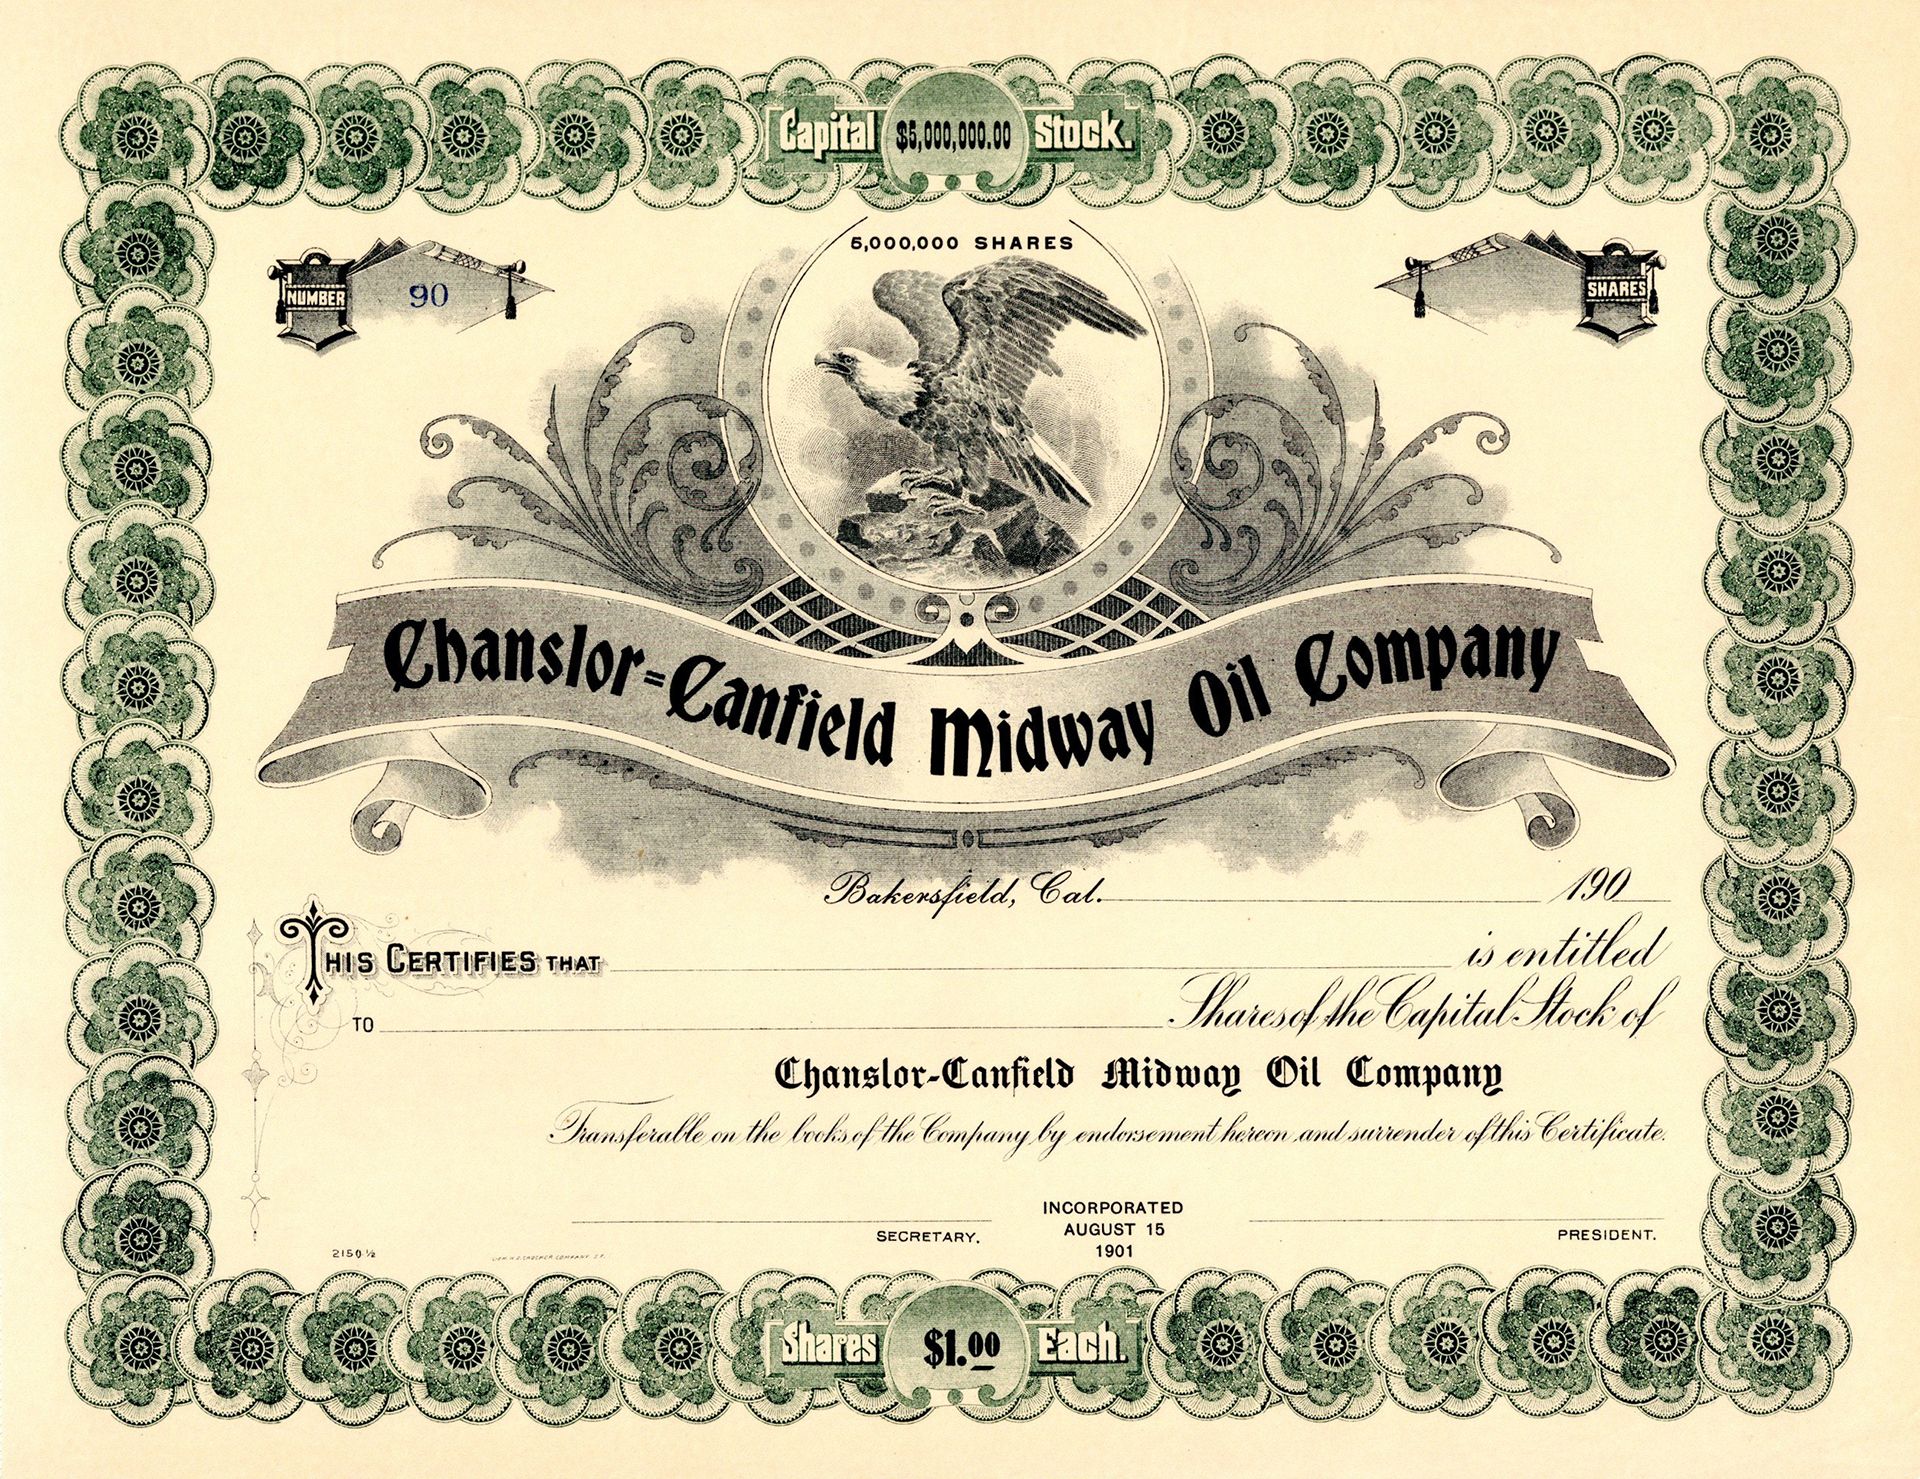 Capital $5,000,000.00 Stock.
5,000,000 SHARES
NUMBER 90
SHARES
Chanslor=Canfield Midway Oil Company
Bakersfield, Cal. 190
THIS CERTIFIES THAT is entitled
TO Shares of the Capital Stock of
Chanslor-Canfield Midway Oil Company
Transferable on the books of the Company by endorsement hereon and surrender of this Certificate.
INCORPORATED
AUGUST 15
1901
SECRETARY.
PRESIDENT.
2150 ½
Shares $1.00 Each.